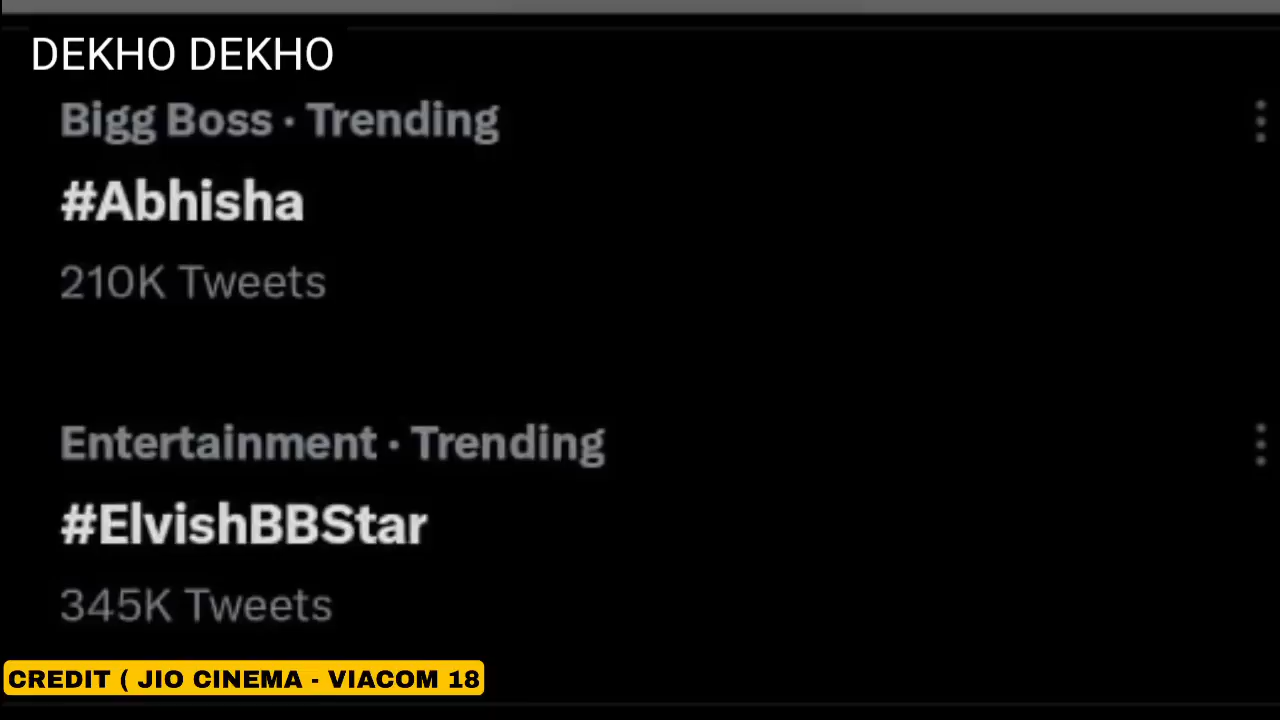 DEKHO DEKHO
Bigg Boss · Trending
#Abhisha
210K Tweets
Entertainment · Trending
#ElvishBBStar
345K Tweets
CREDIT ( JIO CINEMA - VIACOM 18